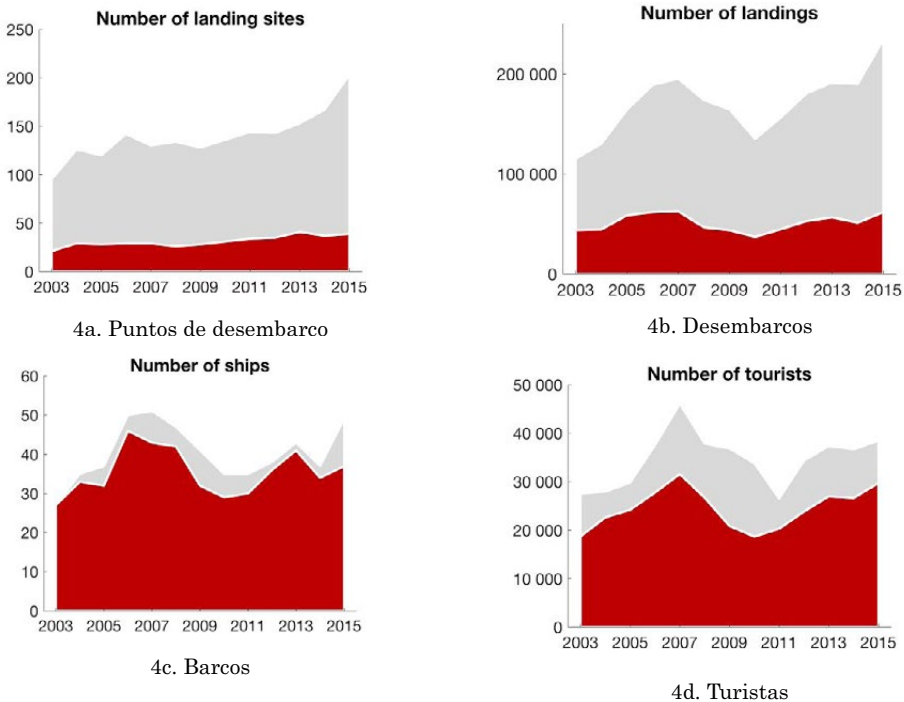 Number of landing sites
250
200
150
100
50
0
2003 2005 2007 2009 2011 2013 2015
4a. Puntos de desembarco
Number of landings
200 000
100 000
0
2003 2005 2007 2009 2011 2013 2015
4b. Desembarcos
Number of ships
60
50
40
30
20
10
0
2003 2005 2007 2009 2011 2013 2015
4c. Barcos
Number of tourists
50 000
40 000
30 000
20 000
10 000
0
2003 2005 2007 2009 2011 2013 2015
4d. Turistas